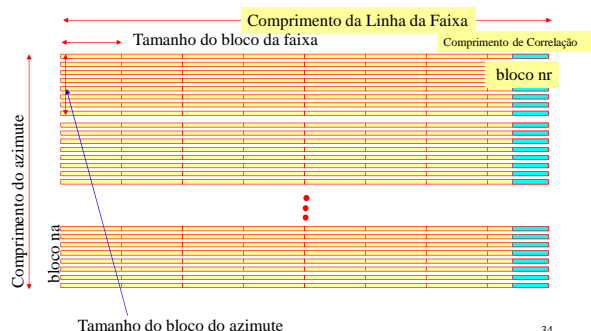 Comprimento da Linha da Faixa
Tamanho do bloco da faixa
Comprimento de Correlação
bloco nr
Comprimento do azimute
bloco na
Tamanho do bloco do azimute
34